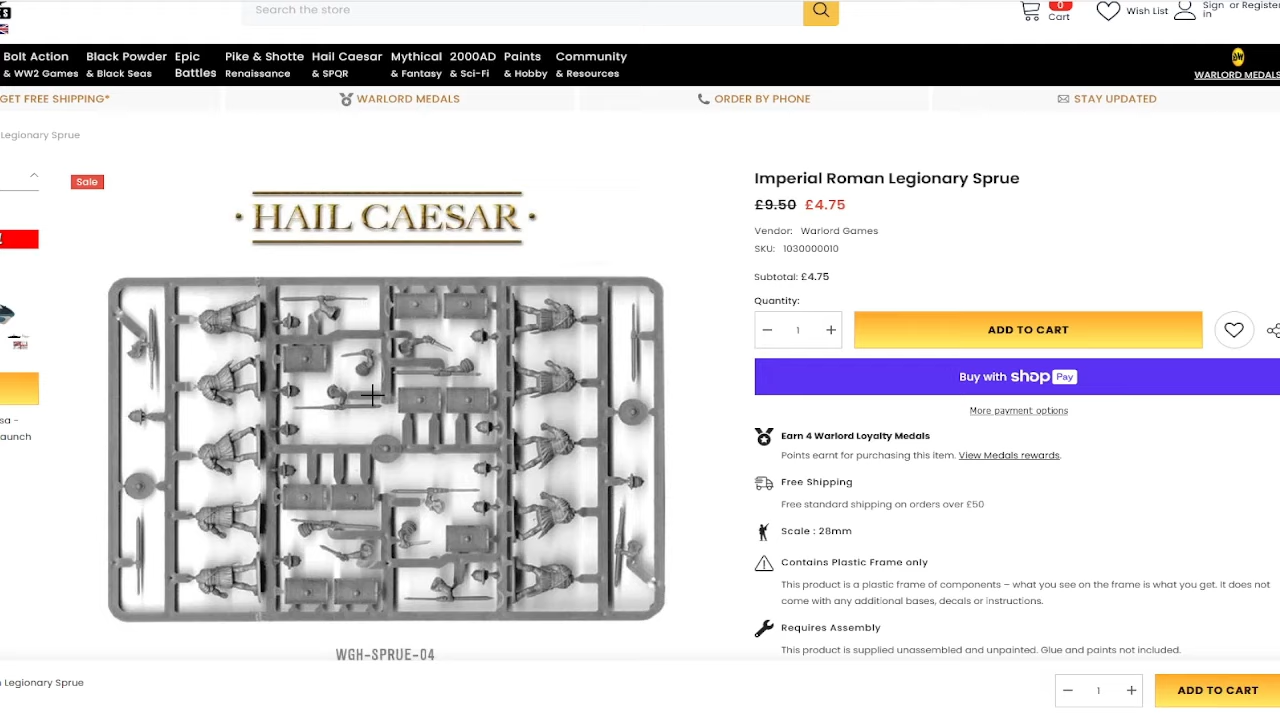 Search the store
0
Cart
Wish List
Sign in or Register
Bolt Action & WW2 Games
Black Powder & Black Seas
Epic Battles
Pike & Shotte Renaissance
Hail Caesar & SPQR
Mythical & Fantasy
2000AD & Sci-Fi
Paints & Hobby
Community & Resources
WARLORD MEDALS
GET FREE SHIPPING*
WARLORD MEDALS
ORDER BY PHONE
STAY UPDATED
Legionary Sprue
Sale
· HAIL CAESAR ·
WGH-SPRUE-04
Imperial Roman Legionary Sprue
£9.50 £4.75
Vendor: Warlord Games
SKU: 1030000010
Subtotal: £4.75
Quantity:
1
ADD TO CART
Buy with shop Pay
More payment options
Earn 4 Warlord Loyalty Medals
Points earnt for purchasing this item. View Medals rewards.
Free Shipping
Free standard shipping on orders over £50
Scale : 28mm
Contains Plastic Frame only
This product is a plastic frame of components – what you see on the frame is what you get. It does not
come with any additional bases, decals or instructions.
Requires Assembly
This product is supplied unassembled and unpainted. Glue and paints not included.
Legionary Sprue
1
ADD TO CART